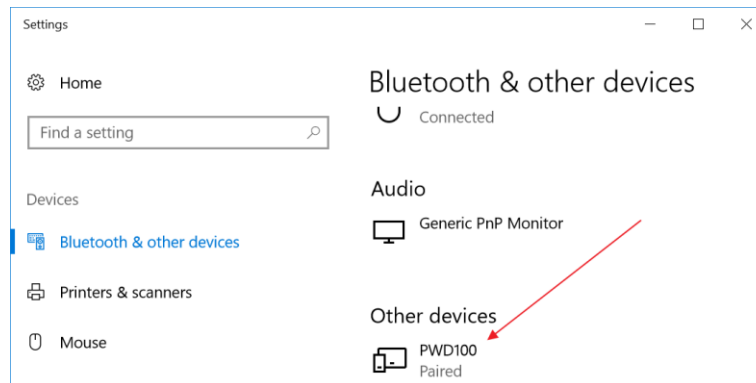 Settings
Home
Find a setting
Devices
Bluetooth & other devices
Printers & scanners
Mouse
Bluetooth & other devices
Connected
Audio
Generic PnP Monitor
Other devices
PWD100
Paired